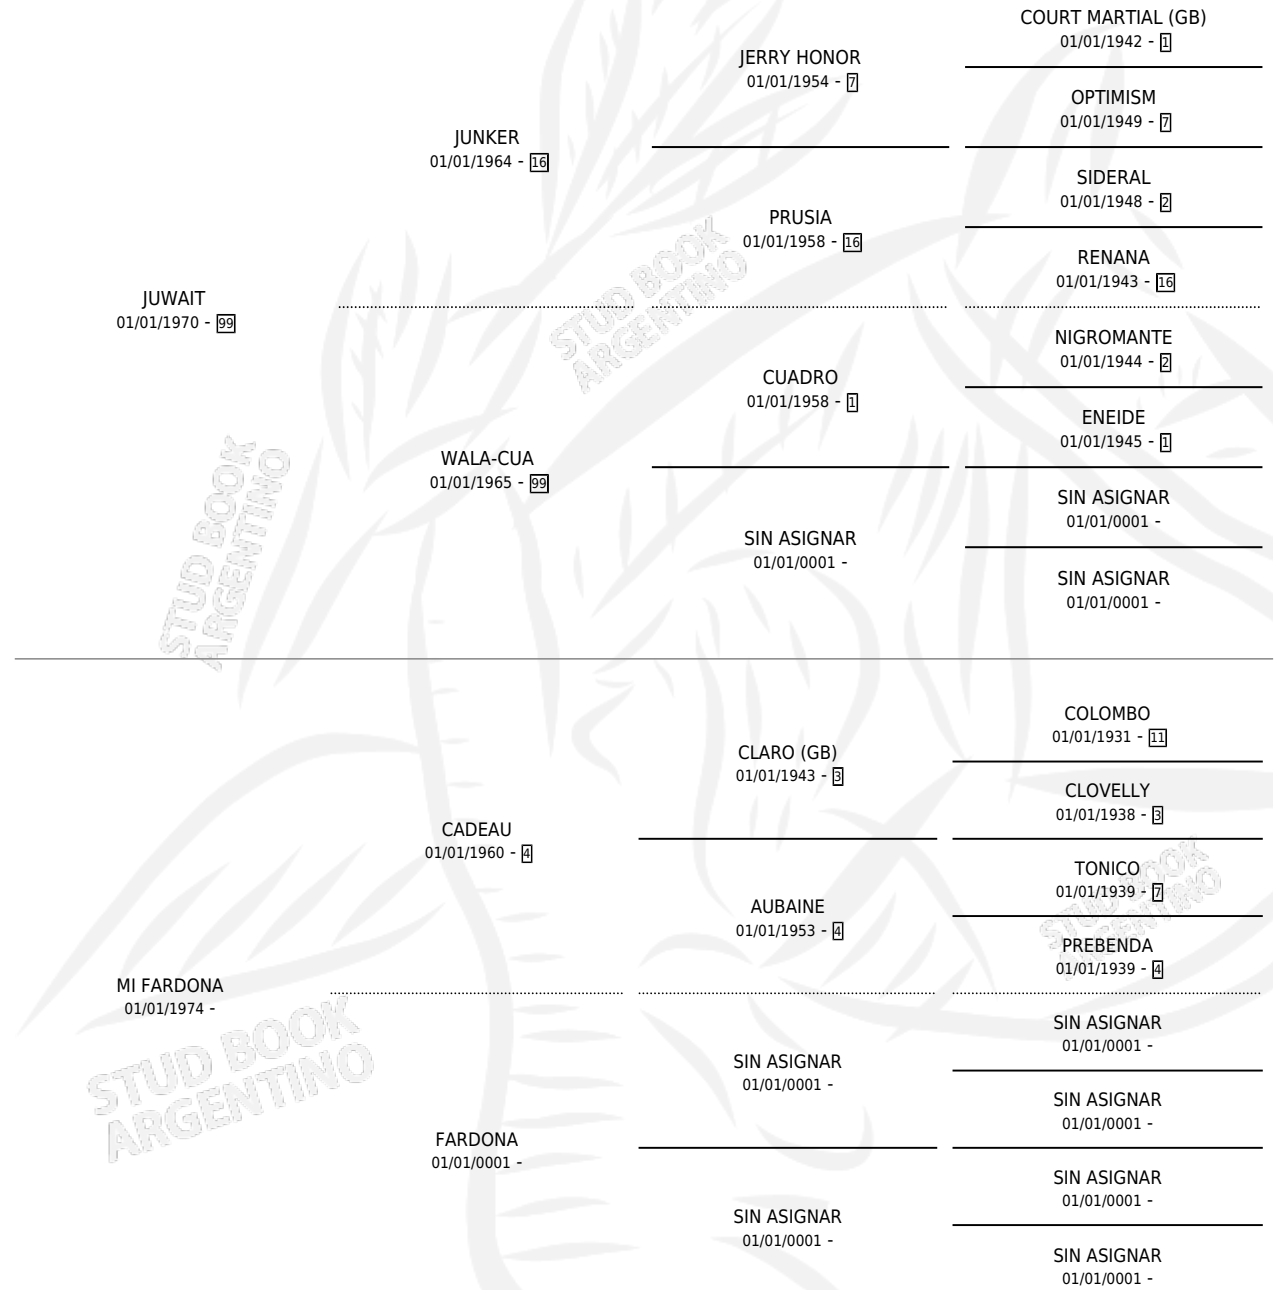 COURT MARTIAL (GB)
01/01/1942 - 1
JERRY HONOR
01/01/1954 - 7
OPTIMISM
01/01/1949 - 7
JUNKER
01/01/1964 - 16
SIDERAL
01/01/1948 - 2
PRUSIA
01/01/1958 - 16
RENANA
01/01/1943 - 16
JUWAIT
01/01/1970 - 99
STUD BOOK
ARGENTINO
NIGROMANTE
01/01/1944 - 2
CUADRO
01/01/1958 - 1
ENEIDE
01/01/1945 - 1
WALA-CUA
01/01/1965 - 99
SIN ASIGNAR
01/01/0001 -
SIN ASIGNAR
01/01/0001 -
SIN ASIGNAR
01/01/0001 -
STUD BOOK
ARGENTINO
COLOMBO
01/01/1931 - 11
CLARO (GB)
01/01/1943 - 3
CLOVELLY
01/01/1938 - 3
CADEAU
01/01/1960 - 4
TONICO
01/01/1939 - 7
AUBAINE
01/01/1953 - 4
PREBENDA
01/01/1939 - 4
STUD BOOK
ARGENTINO
MI FARDONA
01/01/1974 -
SIN ASIGNAR
01/01/0001 -
SIN ASIGNAR
01/01/0001 -
SIN ASIGNAR
01/01/0001 -
STUD BOOK
ARGENTINO
FARDONA
01/01/0001 -
SIN ASIGNAR
01/01/0001 -
SIN ASIGNAR
01/01/0001 -
SIN ASIGNAR
01/01/0001 -